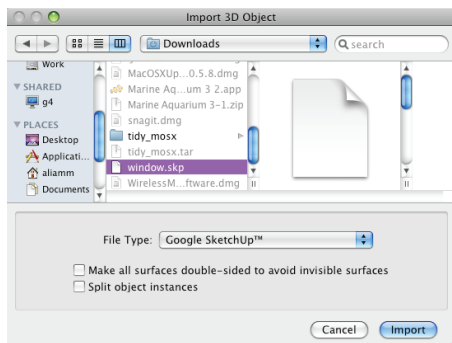 Import 3D Object
Downloads
search
Work
SHARED
g4
PLACES
Desktop
Applicati...
aliamm
Documents
MacOSXUp...0.5.8.dmg
Marine Aq...um 3 2.app
Marine Aquarium 3-1.zip
snagit.dmg
tidy_mosx
tidy_mosx.tar
window.skp
WirelessM...ftware.dmg
File Type: Google SketchUp™
Make all surfaces double-sided to avoid invisible surfaces
Split object instances
Cancel
Import